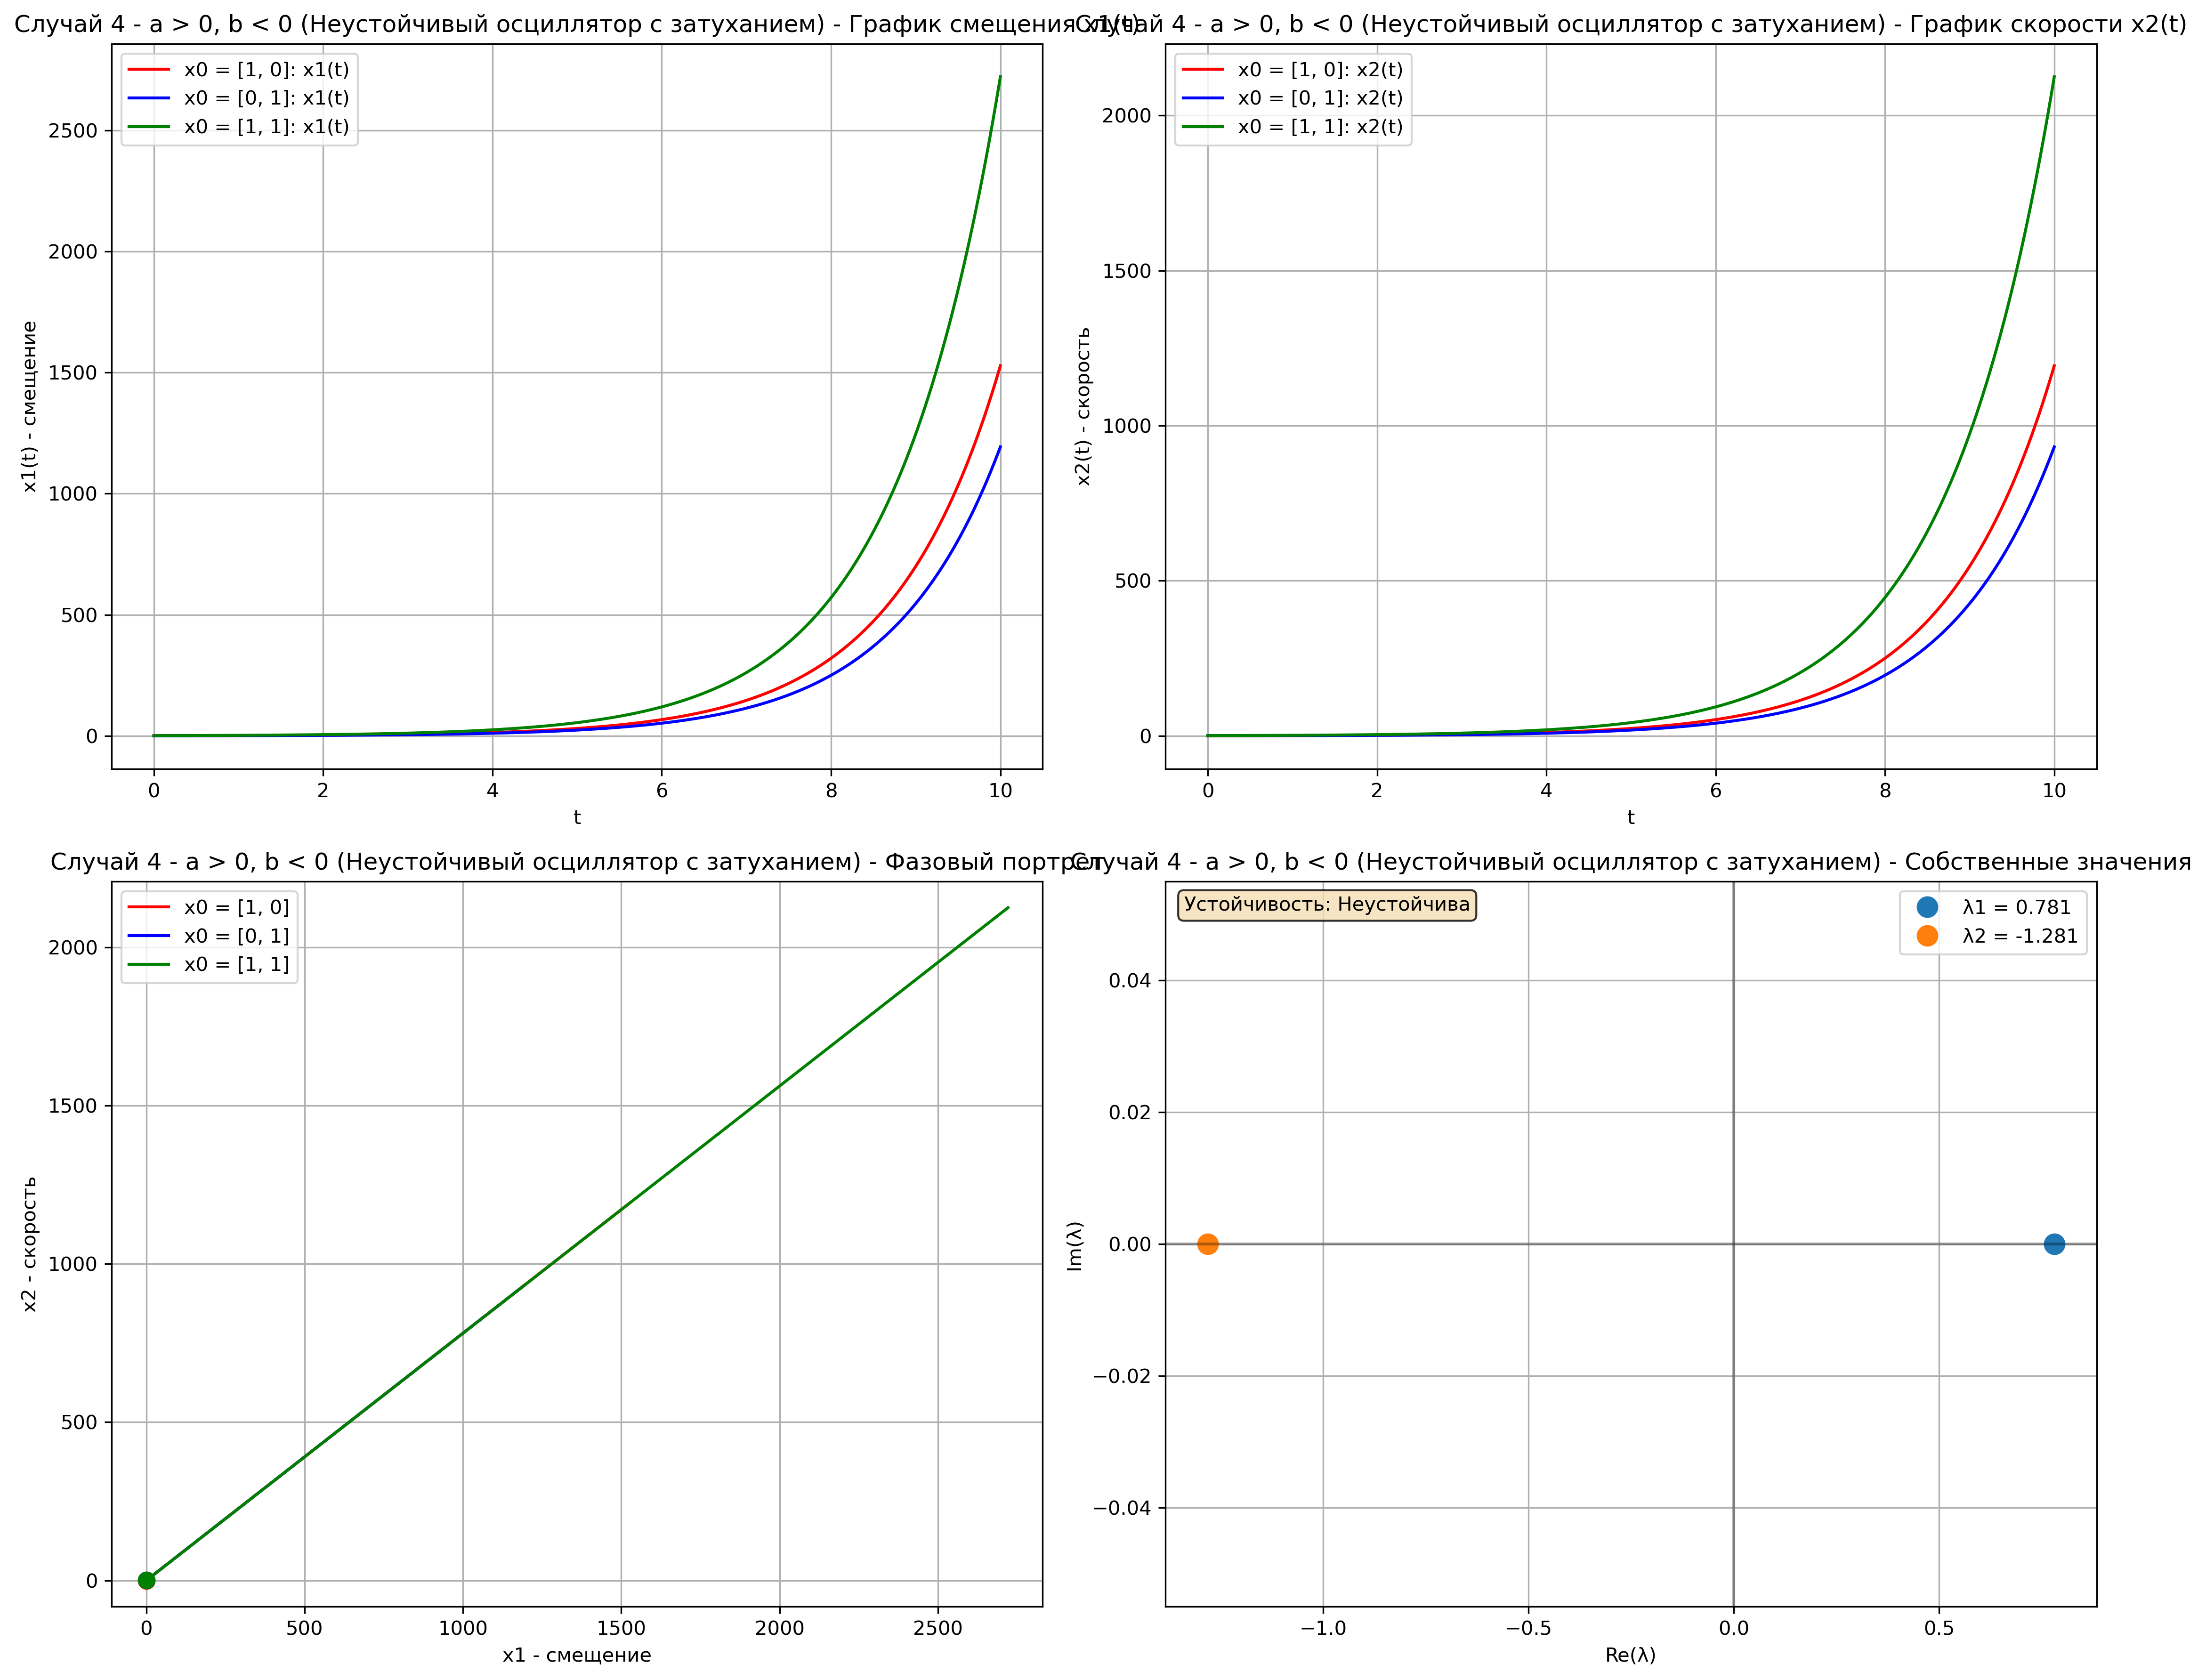 Случай 4 - a > 0, b < 0 (Неустойчивый осциллятор с затуханием) - График смещения x1(t)
x0 = [1, 0]: x1(t)
x0 = [0, 1]: x1(t)
x0 = [1, 1]: x1(t)
2500
2000
1500
1000
500
0
x1(t) - смещение
0 2 4 6 8 10
t
Случай 4 - a > 0, b < 0 (Неустойчивый осциллятор с затуханием) - График скорости x2(t)
x0 = [1, 0]: x2(t)
x0 = [0, 1]: x2(t)
x0 = [1, 1]: x2(t)
2000
1500
1000
500
0
x2(t) - скорость
0 2 4 6 8 10
t
Случай 4 - a > 0, b < 0 (Неустойчивый осциллятор с затуханием) - Фазовый портрет
x0 = [1, 0]
x0 = [0, 1]
x0 = [1, 1]
2000
1500
1000
500
0
x2 - скорость
0 500 1000 1500 2000 2500
x1 - смещение
Случай 4 - a > 0, b < 0 (Неустойчивый осциллятор с затуханием) - Собственные значения
Устойчивость: Неустойчива
λ1 = 0.781
λ2 = -1.281
0.04
0.02
0.00
−0.02
−0.04
Im(λ)
−1.0 −0.5 0.0 0.5
Re(λ)